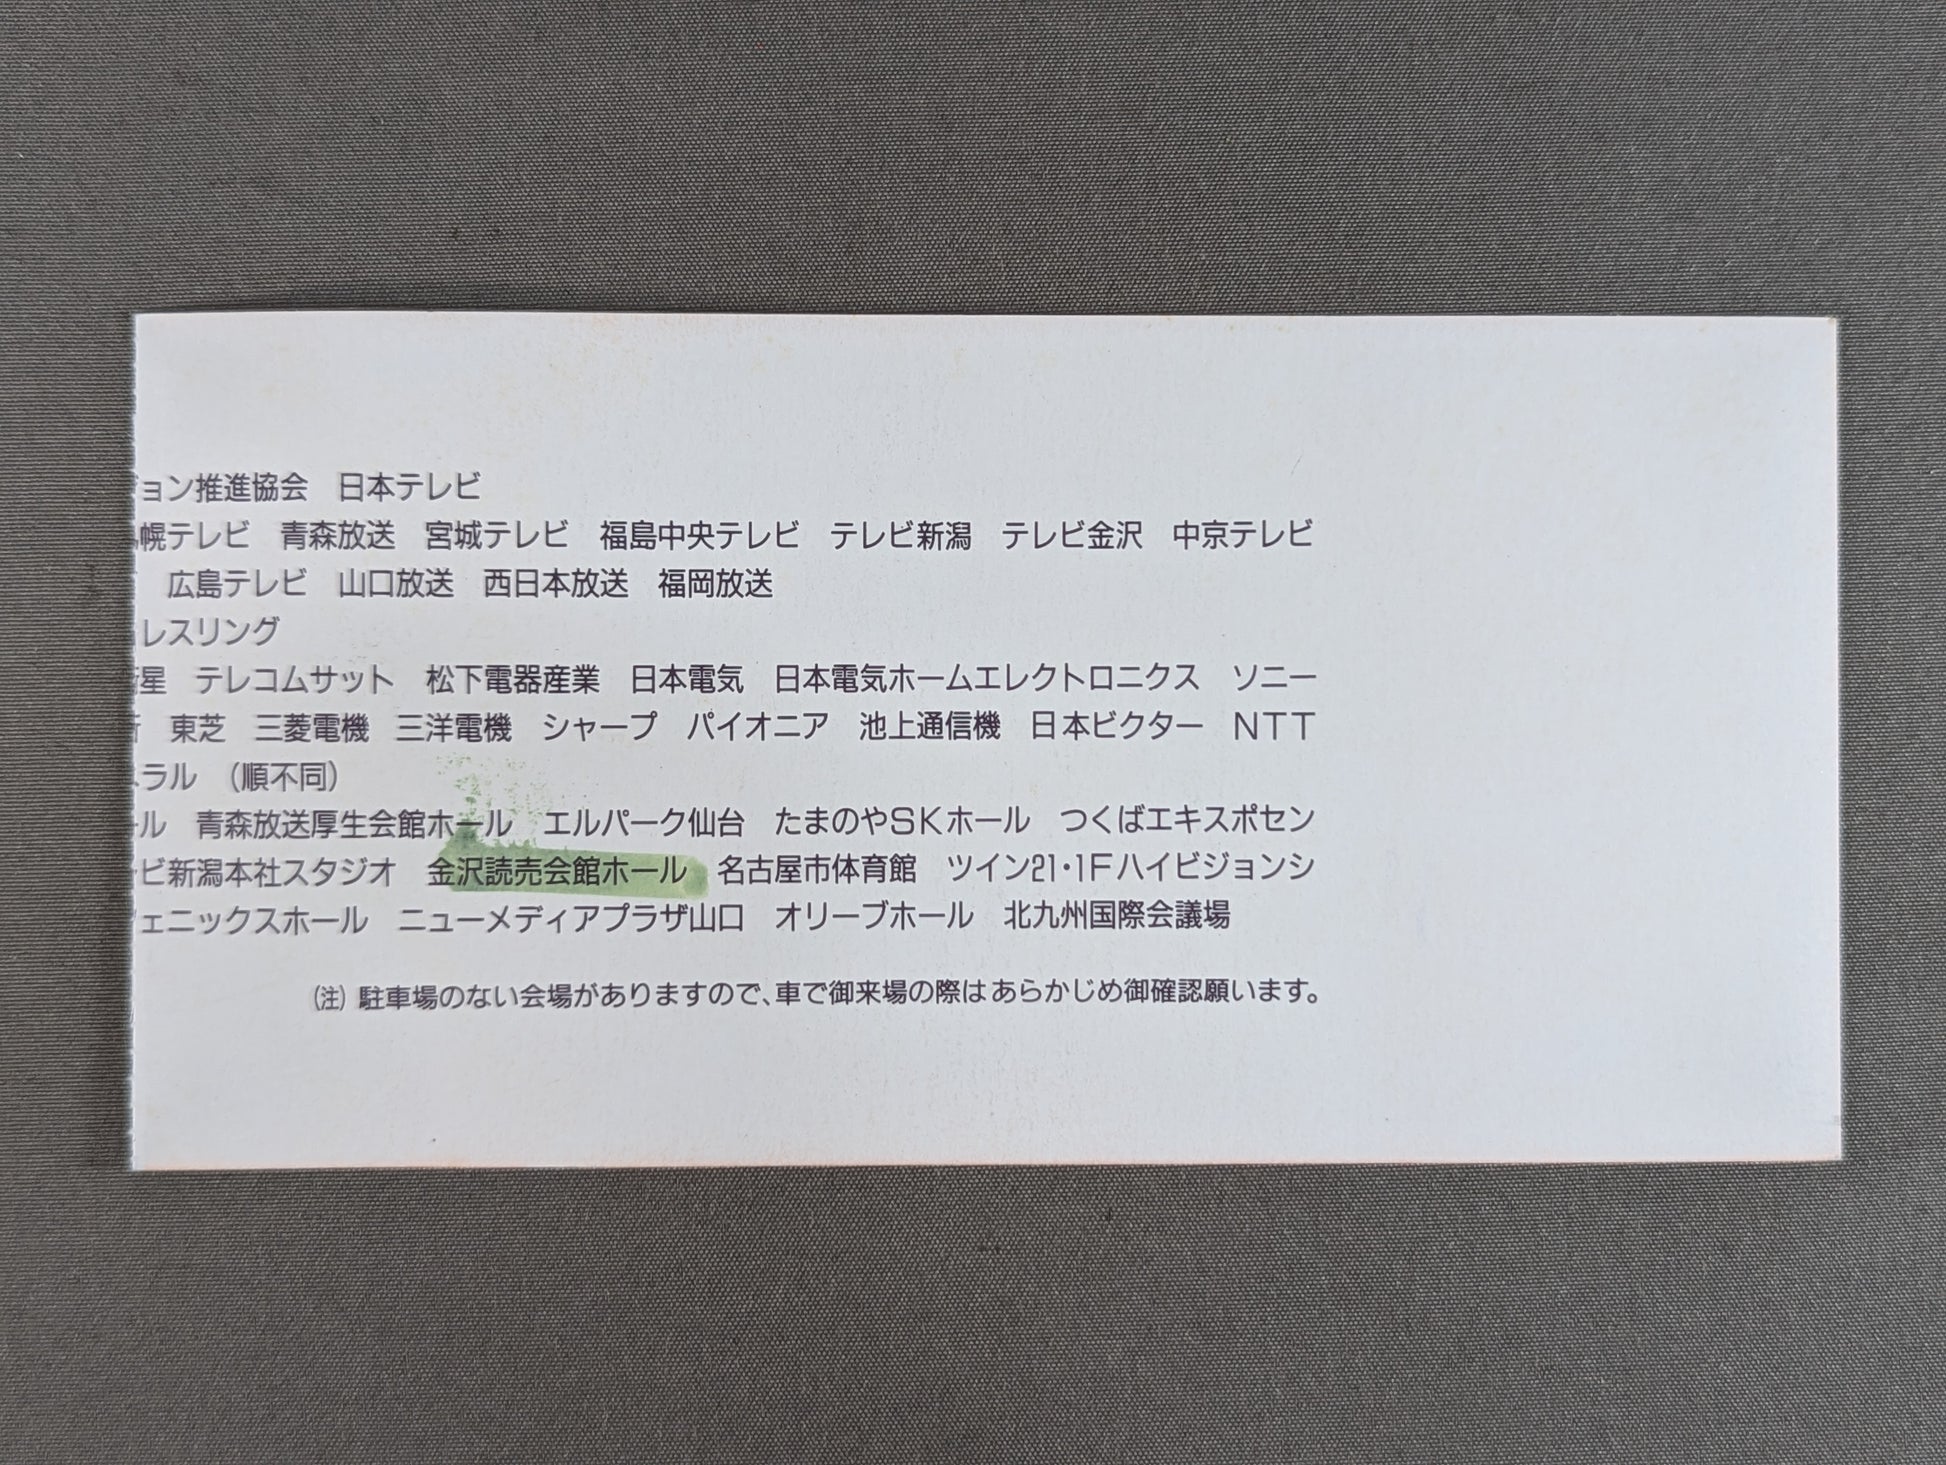 ョン推進協会　日本テレビ
幌テレビ　青森放送　宮城テレビ　福島中央テレビ　テレビ新潟　テレビ金沢　中京テレビ
広島テレビ　山口放送　西日本放送　福岡放送
レスリング
星　テレコムサット　松下電器産業　日本電気　日本電気ホームエレクトロニクス　ソニー
東芝　三菱電機　三洋電機　シャープ　パイオニア　池上通信機　日本ビクター　NTT
ラル　（順不同）
ール　青森放送厚生会館ホール　エルパーク仙台　たまのやSKホール　つくばエキスポセン
ビ新潟本社スタジオ　金沢読売会館ホール　名古屋市体育館　ツイン21・1Fハイビジョンシ
ェニックスホール　ニューメディアプラザ山口　オリーブホール　北九州国際会議場
（注）駐車場のない会場がありますので、車で御来場の際はあらかじめ御確認願います。